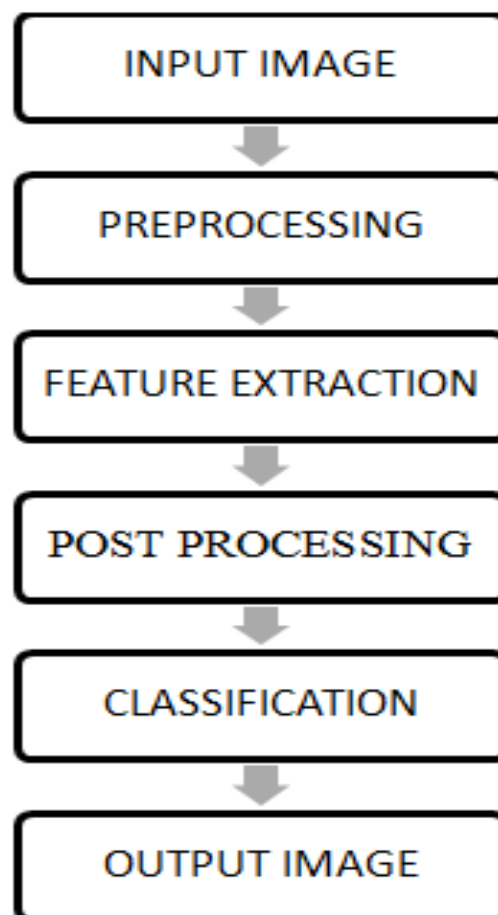 INPUT IMAGE
PREPROCESSING
FEATURE EXTRACTION
POST PROCESSING
CLASSIFICATION
OUTPUT IMAGE